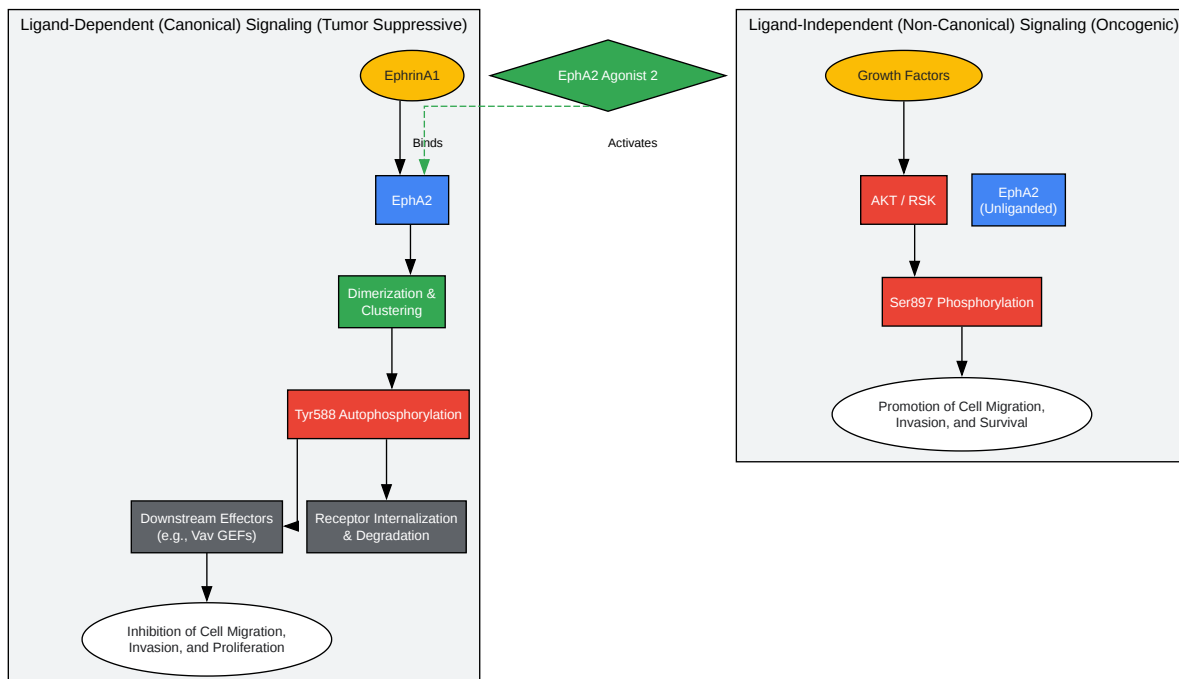 Ligand-Dependent (Canonical) Signaling (Tumor Suppressive)
EphrinA1
Binds
EphA2
Dimerization &
Clustering
Tyr588 Autophosphorylation
Downstream Effectors
(e.g., Vav GEFs)
Receptor Internalization
& Degradation
Inhibition of Cell Migration,
Invasion, and Proliferation
EphA2 Agonist 2
Activates
Ligand-Independent (Non-Canonical) Signaling (Oncogenic)
Growth Factors
AKT / RSK
EphA2
(Unliganded)
Ser897 Phosphorylation
Promotion of Cell Migration,
Invasion, and Survival